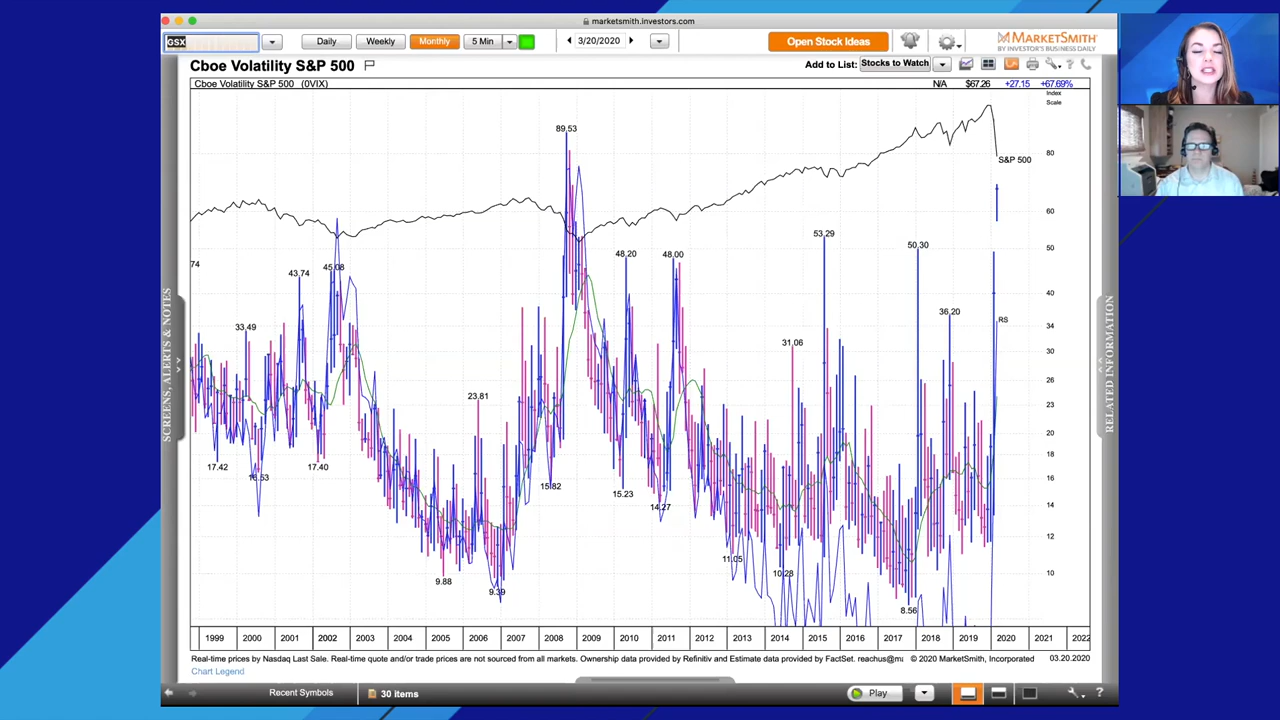 marketsmith.investors.com
GSX Daily Weekly Monthly 5 Min 3/20/2020 Open Stock Ideas MARKETSMITH
BY INVESTOR'S BUSINESS DAILY
Cboe Volatility S&P 500 Add to List: Stocks to Watch
Cboe Volatility S&P 500 (0VIX) N/A $67.26 +27.15 +67.69%
Index
Scale
89.53
80
S&P 500
60
53.29
50.30
50
48.20
48.00
74
45.08
43.74
40
36.20
RS
33.49
34
31.06
30
26
23.81
23
20
18
17.42
17.40
16.53
16
15.82
15.23
14.27
14
12
11.05
10.28
10
9.88
9.39
8.56
SCREENS, ALERTS & NOTES
RELATED INFORMATION
1999 2000 2001 2002 2003 2004 2005 2006 2007 2008 2009 2010 2011 2012 2013 2014 2015 2016 2017 2018 2019 2020 2021 2022
Real-time prices by Nasdaq Last Sale. Real-time quote and/or trade prices are not sourced from all markets. Ownership data provided by Refinitiv and Estimate data provided by FactSet. reachus@m © 2020 MarketSmith, Incorporated 03.20.2020
Chart Legend
Recent Symbols 30 items Play